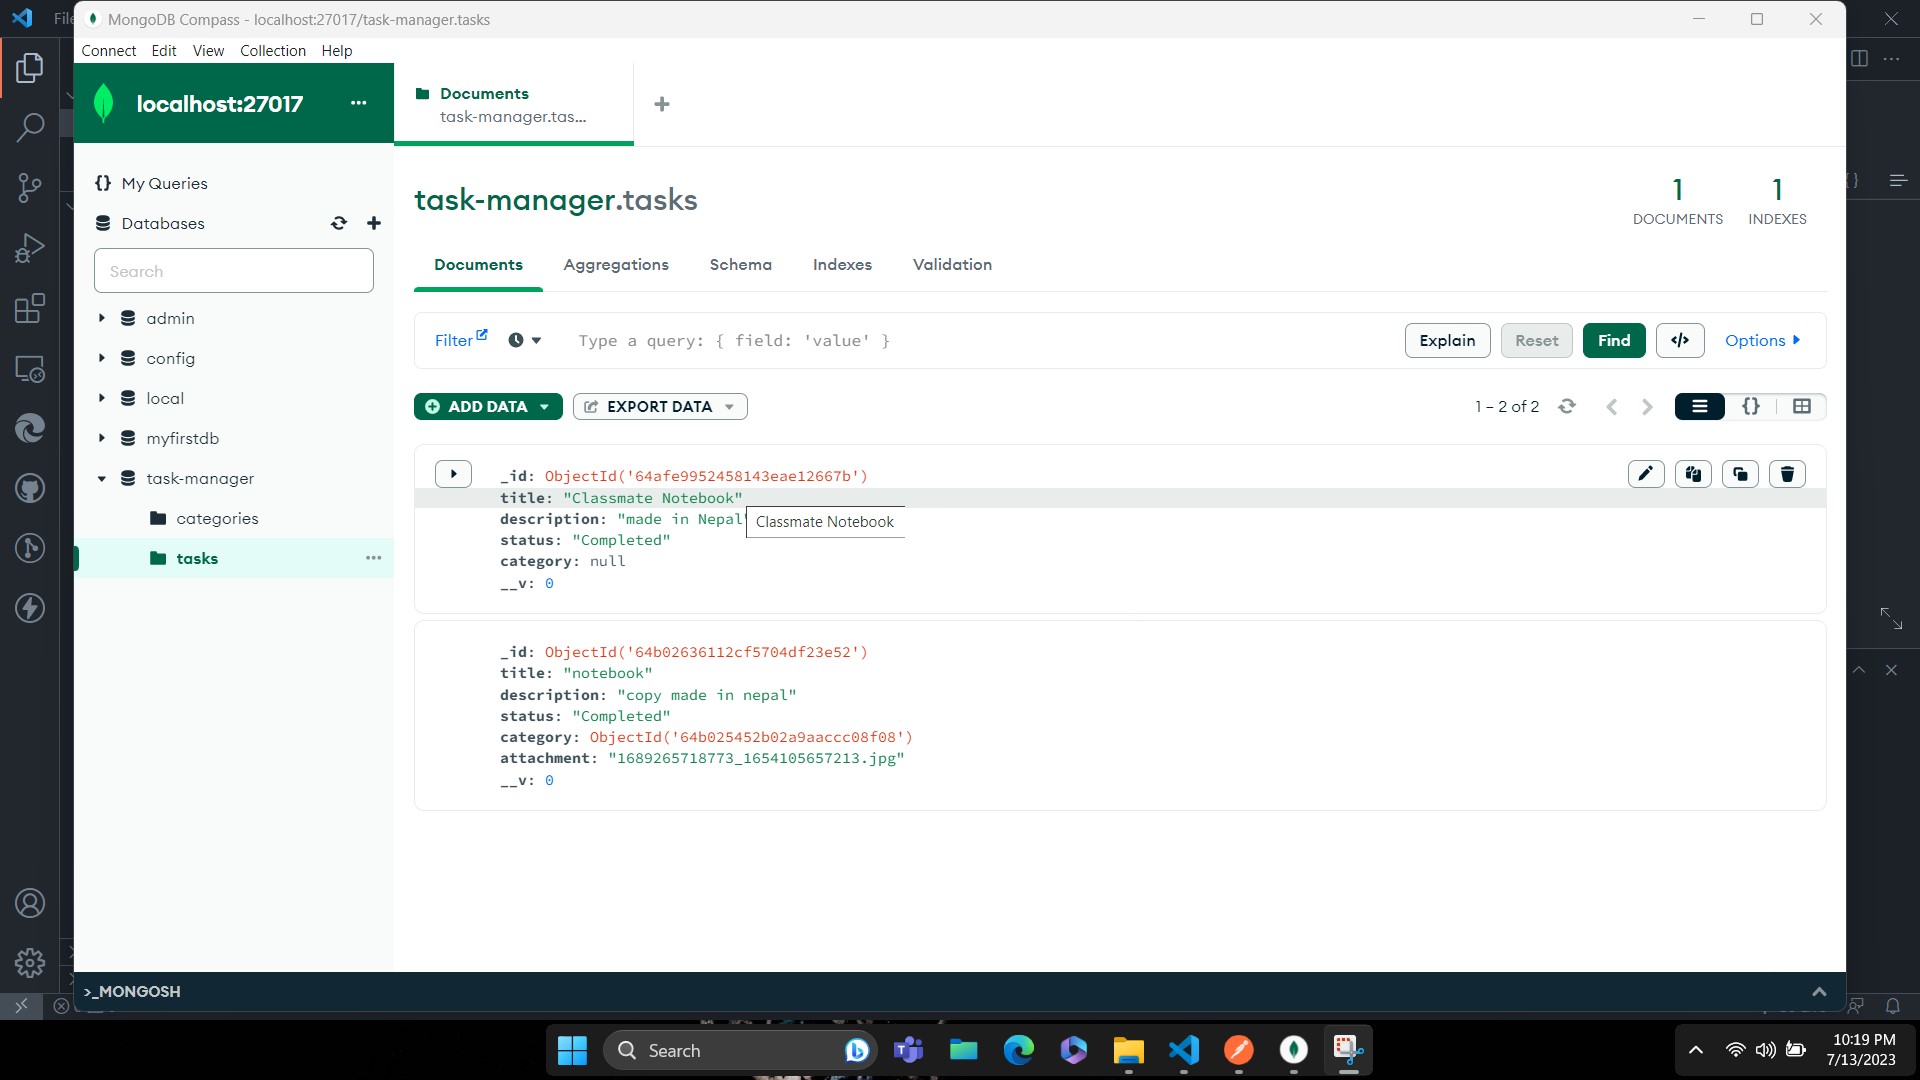 File
MongoDB Compass - localhost:27017/task-manager.tasks
Connect Edit View Collection Help
localhost:27017 ...
Documents
task-manager.tas...
My Queries
Databases
Search
admin
config
local
myfirstdb
task-manager
categories
tasks
task-manager.tasks
1
DOCUMENTS
1
INDEXES
Documents Aggregations Schema Indexes Validation
Filter Type a query: { field: 'value' } Explain Reset Find </> Options
ADD DATA EXPORT DATA 1 – 2 of 2 {}
_id: ObjectId('64afe9952458143eae12667b')
title: "Classmate Notebook"
description: "made in Nepal"
Classmate Notebook
status: "Completed"
category: null
__v: 0
_id: ObjectId('64b02636112cf5704df23e52')
title: "notebook"
description: "copy made in nepal"
status: "Completed"
category: ObjectId('64b025452b02a9aaccc08f08')
attachment: "1689265718773_1654105657213.jpg"
__v: 0
>_MONGOSH
Search
10:19 PM
7/13/2023